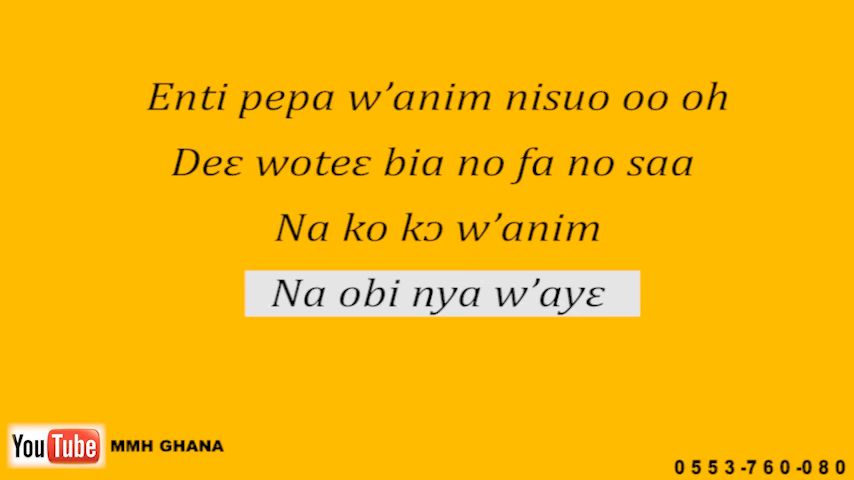 Enti pepa w’anim nisuo oo oh
Deɛ woteɛ bia no fa no saa
Na ko kɔ w’anim
Na obi nya w’ayɛ
YouTube MMH GHANA
0553-760-080